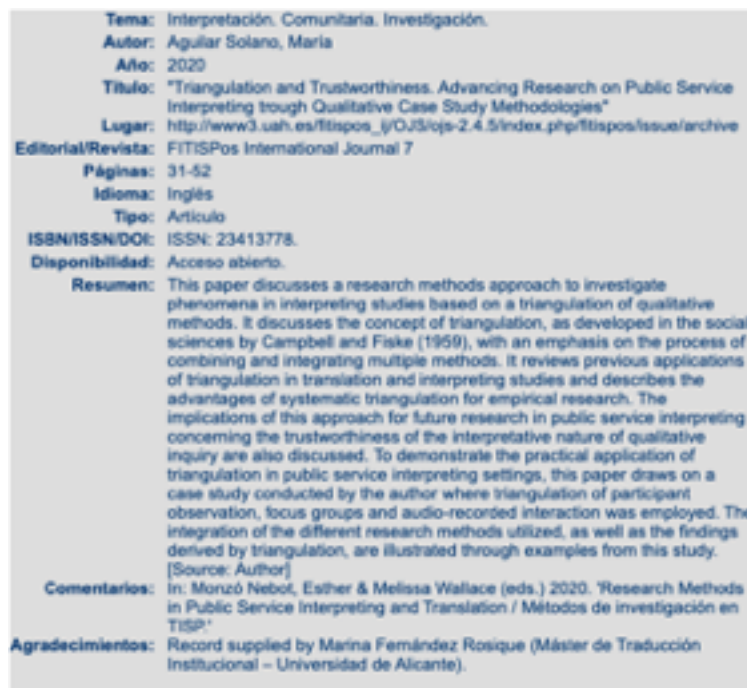 Tema: Interpretación. Comunitaria. Investigación.
Autor: Aguilar Solano, María
Año: 2020
Título: "Triangulation and Trustworthiness. Advancing Research on Public Service
Interpreting trough Qualitative Case Study Methodologies"
Lugar: http://www3.uah.es/fitispos_ij/OJS/ojs-2.4.5/index.php/fitispos/issue/archive
Editorial/Revista: FITISPos International Journal 7
Páginas: 31-52
Idioma: Inglés
Tipo: Artículo
ISBN/ISSN/DOI: ISSN: 23413778.
Disponibilidad: Acceso abierto.
Resumen: This paper discusses a research methods approach to investigate
phenomena in interpreting studies based on a triangulation of qualitative
methods. It discusses the concept of triangulation, as developed in the social
sciences by Campbell and Fiske (1959), with an emphasis on the process of
combining and integrating multiple methods. It reviews previous applications
of triangulation in translation and interpreting studies and describes the
advantages of systematic triangulation for empirical research. The
implications of this approach for future research in public service interpreting
concerning the trustworthiness of the interpretative nature of qualitative
inquiry are also discussed. To demonstrate the practical application of
triangulation in public service interpreting settings, this paper draws on a
case study conducted by the author where triangulation of participant
observation, focus groups and audio-recorded interaction was employed. The
integration of the different research methods utilized, as well as the findings
derived by triangulation, are illustrated through examples from this study.
[Source: Author]
Comentarios: In: Monzó Nebot, Esther & Melissa Wallace (eds.) 2020. 'Research Methods
in Public Service Interpreting and Translation / Métodos de investigación en
TISP.'
Agradecimientos: Record supplied by Marina Fernández Rosique (Máster de Traducción
Institucional – Universidad de Alicante).